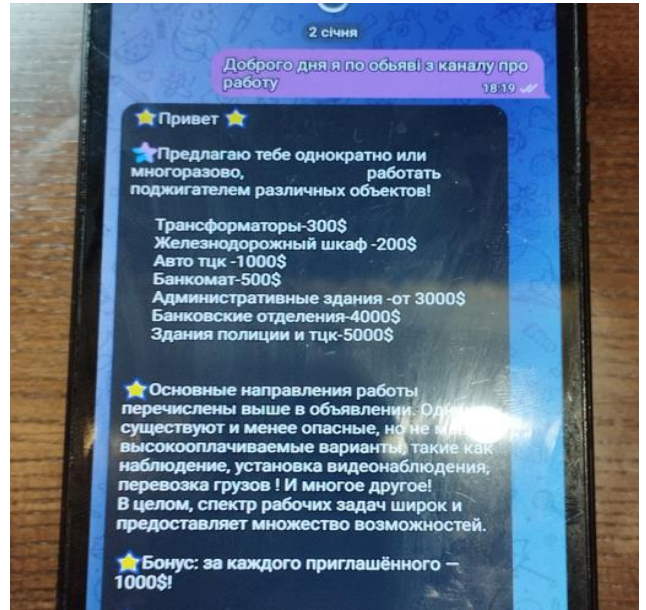 2 січня
Доброго дня я по обьяві з каналу про
работу
18:19
Привет
Предлагаю тебе однократно или
многоразово, работать
поджигателем различных объектов!
Трансформаторы-300$
Железнодорожный шкаф -200$
Авто тцк -1000$
Банкомат-500$
Административные здания -от 3000$
Банковские отделения-4000$
Здания полиции и тцк-5000$
Основные направления работы
перечислены выше в объявлении.
существуют и менее опасные, но не
высокооплачиваемые варианты, такие как
наблюдение, установка видеонаблюдения,
перевозка грузов ! И многое другое!
В целом, спектр рабочих задач широк и
предоставляет множество возможностей.
Бонус: за каждого приглашённого —
1000$!